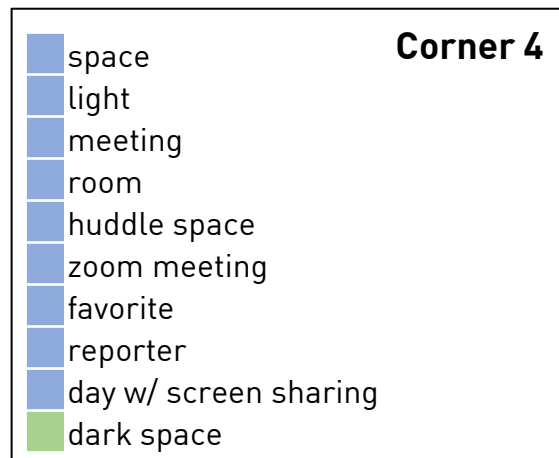 Corner 4
space
light
meeting
room
huddle space
zoom meeting
favorite
reporter
day w/ screen sharing
dark space